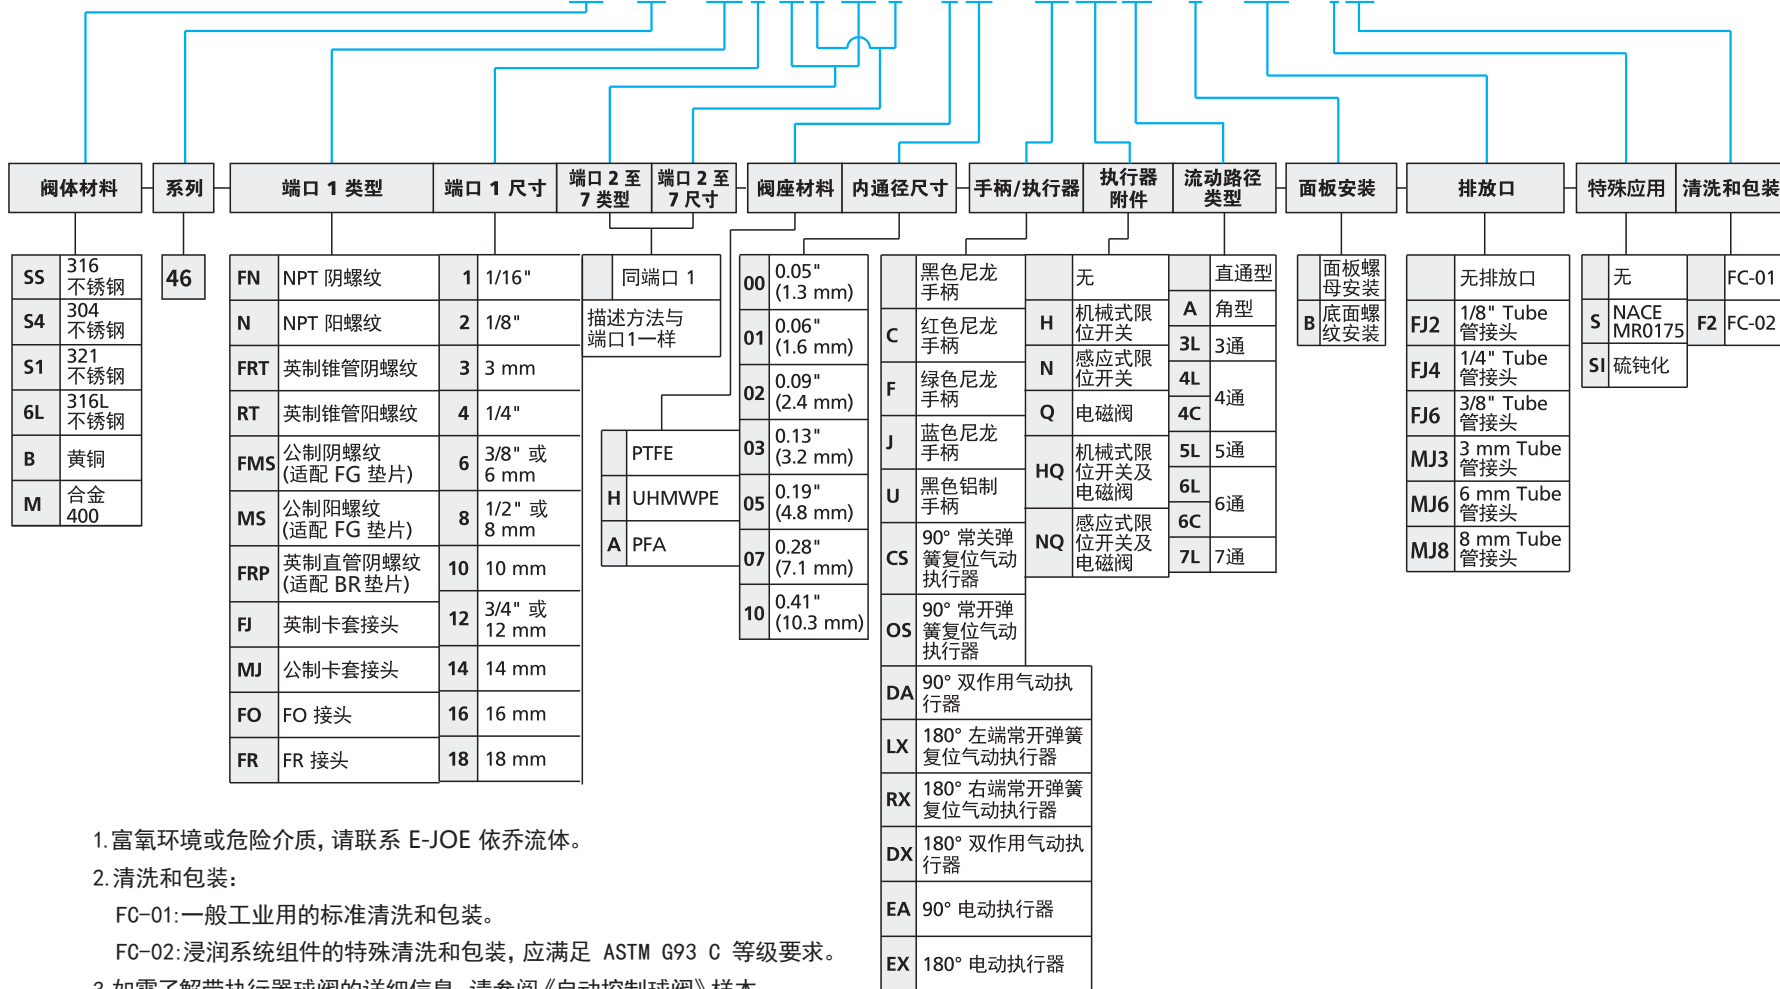 阀体材料
系列
端口 1 类型
端口 1 尺寸
端口 2 至
7 类型
端口 2 至
7 尺寸
阀座材料
内通径尺寸
手柄/执行器
执行器
附件
流动路径
类型
面板安装
排放口
特殊应用
清洗和包装
SS 316
不锈钢
S4 304
不锈钢
S1 321
不锈钢
6L 316L
不锈钢
B 黄铜
M 合金
400
46
FN NPT 阴螺纹
N NPT 阳螺纹
FRT 英制锥管阴螺纹
RT 英制锥管阳螺纹
FMS 公制阴螺纹
(适配 FG 垫片)
MS 公制阳螺纹
(适配 FG 垫片)
FRP 英制直管阴螺纹
(适配 BR垫片)
FJ 英制卡套接头
MJ 公制卡套接头
FO FO 接头
FR FR 接头
1 1/16"
2 1/8"
3 3 mm
4 1/4"
6 3/8" 或
6 mm
8 1/2" 或
8 mm
10 10 mm
12 3/4" 或
12 mm
14 14 mm
16 16 mm
18 18 mm
同端口 1
描述方法与
端口1一样
PTFE
H UHMWPE
A PFA
00 0.05"
(1.3 mm)
01 0.06"
(1.6 mm)
02 0.09"
(2.4 mm)
03 0.13"
(3.2 mm)
05 0.19"
(4.8 mm)
07 0.28"
(7.1 mm)
10 0.41"
(10.3 mm)
黑色尼龙
手柄
C 红色尼龙
手柄
F 绿色尼龙
手柄
J 蓝色尼龙
手柄
U 黑色铝制
手柄
CS 90° 常关弹
簧复位气动
执行器
OS 90° 常开弹
簧复位气动
执行器
DA 90° 双作用气动执
行器
LX 180° 左端常开弹簧
复位气动执行器
RX 180° 右端常开弹簧
复位气动执行器
DX 180° 双作用气动执
行器
EA 90° 电动执行器
EX 180° 电动执行器
无
H 机械式限
位开关
N 感应式限
位开关
Q 电磁阀
HQ 机械式限
位开关及
电磁阀
NQ 感应式限
位开关及
电磁阀
直通型
A 角型
3L 3通
4L
4C
4通
5L 5通
6L
6C
6通
7L 7通
面板螺
母安装
B 底面螺
纹安装
无排放口
FJ2 1/8" Tube
管接头
FJ4 1/4" Tube
管接头
FJ6 3/8" Tube
管接头
MJ3 3 mm Tube
管接头
MJ6 6 mm Tube
管接头
MJ8 8 mm Tube
管接头
无
S NACE
MR0175
SI 硫钝化
FC-01
F2 FC-02
1.富氧环境或危险介质, 请联系 E-JOE 依乔流体。
2.清洗和包装:
FC-01:一般工业用的标准清洗和包装。
FC-02:浸润系统组件的特殊清洗和包装, 应满足 ASTM G93 C 等级要求。
3.如需了解带执行器球阀的详细信息, 请参阅《自动控制球阀》样本